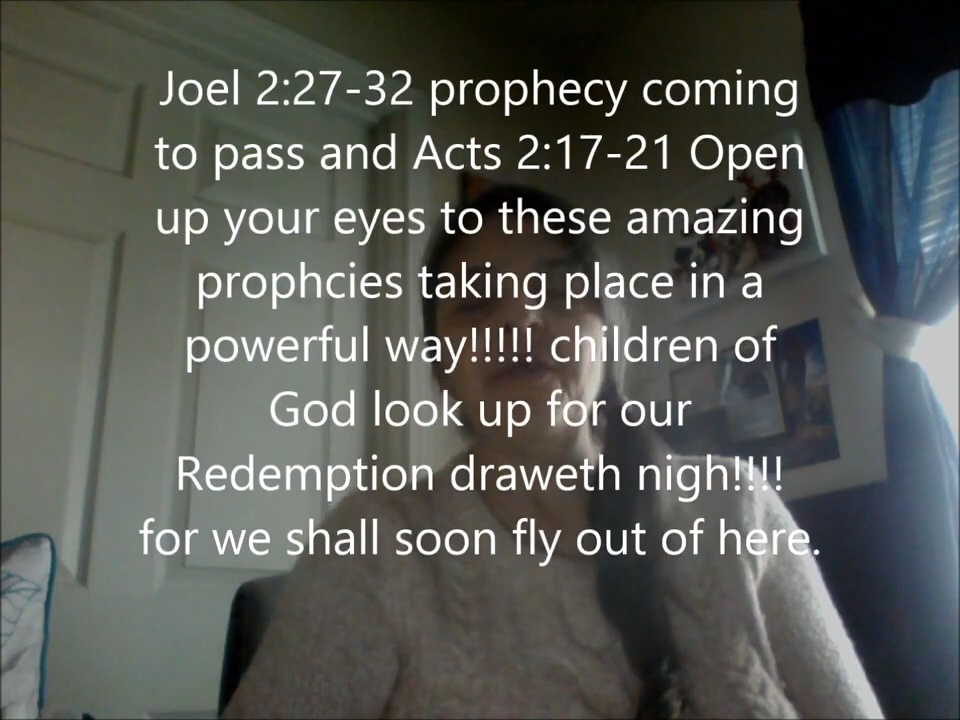 Joel 2:27-32 prophecy coming
to pass and Acts 2:17-21 Open
up your eyes to these amazing
prophcies taking place in a
powerful way!!!!! children of
God look up for our
Redemption draweth nigh!!!!
for we shall soon fly out of here.